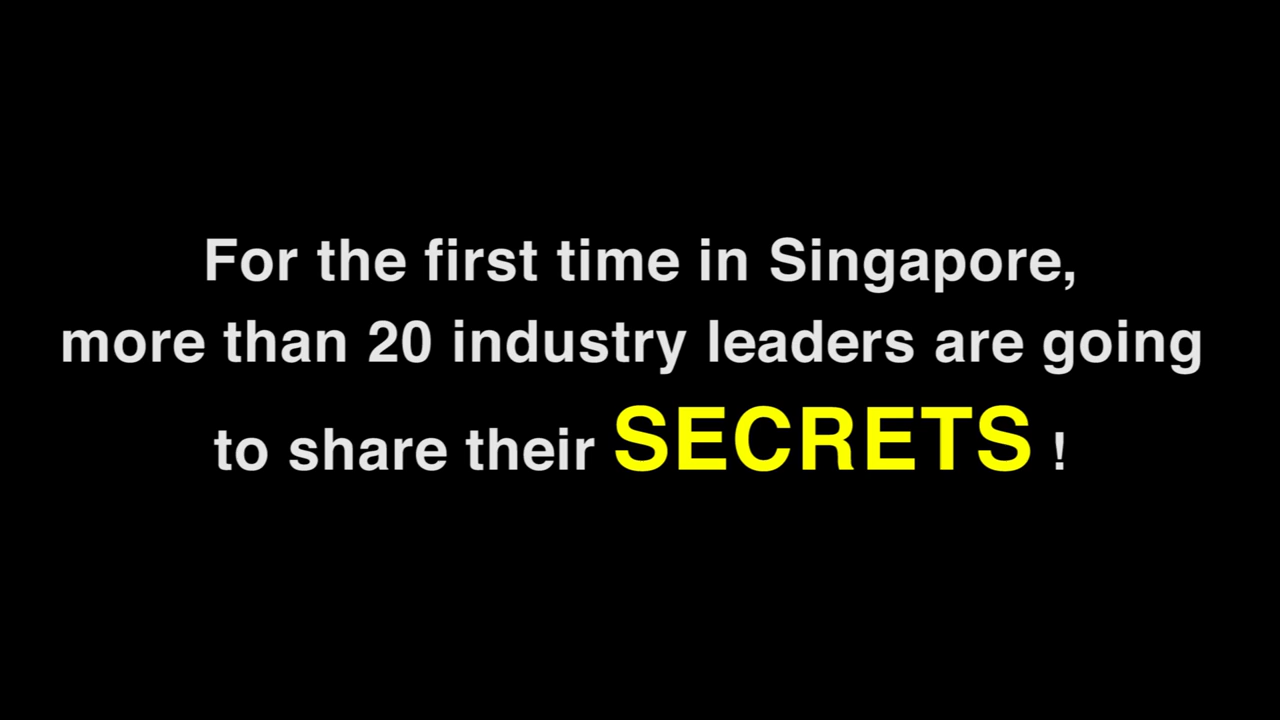 For the first time in Singapore,
more than 20 industry leaders are going
to share their SECRETS !